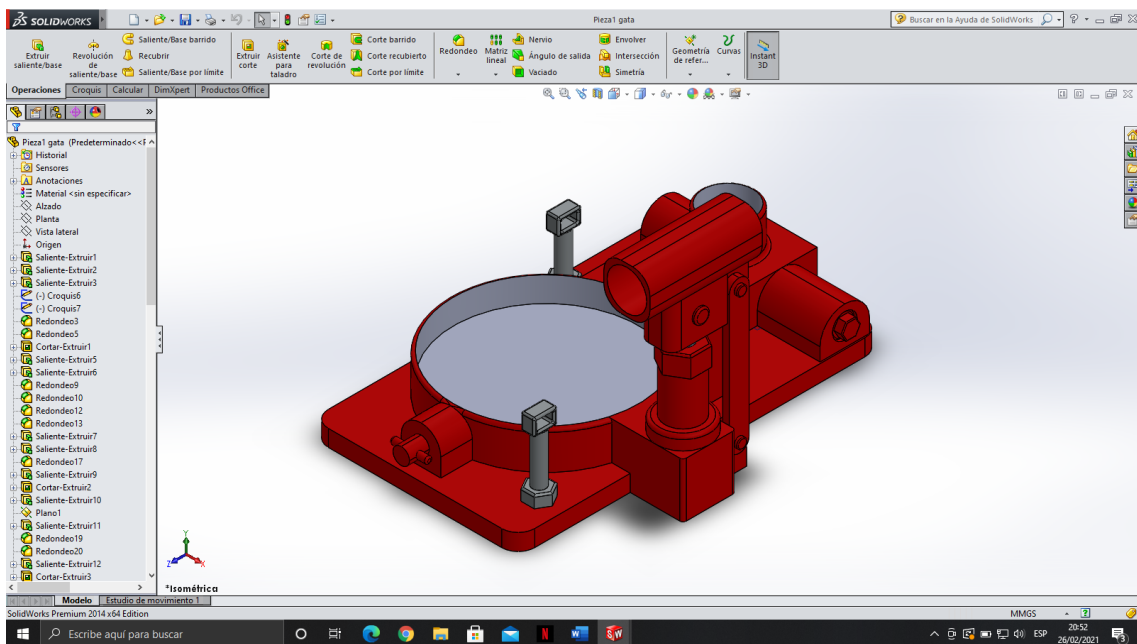 SOLIDWORKS
Pieza1 gata
Buscar en la Ayuda de SolidWorks
Extruir saliente/base
Revolución de saliente/base
Saliente/Base barrido
Recubrir
Saliente/Base por límite
Extruir corte
Asistente para taladro
Corte de revolución
Corte barrido
Corte recubierto
Corte por límite
Redondeo
Matriz lineal
Nervio
Ángulo de salida
Vaciado
Envolver
Intersección
Simetría
Geometría de refer...
Curvas
Instant 3D
Operaciones
Croquis
Calcular
DimXpert
Productos Office
Pieza1 gata (Predeterminado<<F
Historial
Sensores
Anotaciones
Material <sin especificar>
Alzado
Planta
Vista lateral
Origen
Saliente-Extruir1
Saliente-Extruir2
Saliente-Extruir3
(-) Croquis6
(-) Croquis7
Redondeo3
Redondeo5
Cortar-Extruir1
Saliente-Extruir5
Saliente-Extruir6
Redondeo9
Redondeo10
Redondeo12
Redondeo13
Saliente-Extruir7
Saliente-Extruir8
Redondeo17
Saliente-Extruir9
Cortar-Extruir2
Saliente-Extruir10
Plano1
Saliente-Extruir11
Redondeo19
Redondeo20
Saliente-Extruir12
Cortar-Extruir3
Y
Z
X
*Isométrica
Modelo
Estudio de movimiento 1
SolidWorks Premium 2014 x64 Edition
MMGS
Escribe aquí para buscar
ESP
20:52
26/02/2021